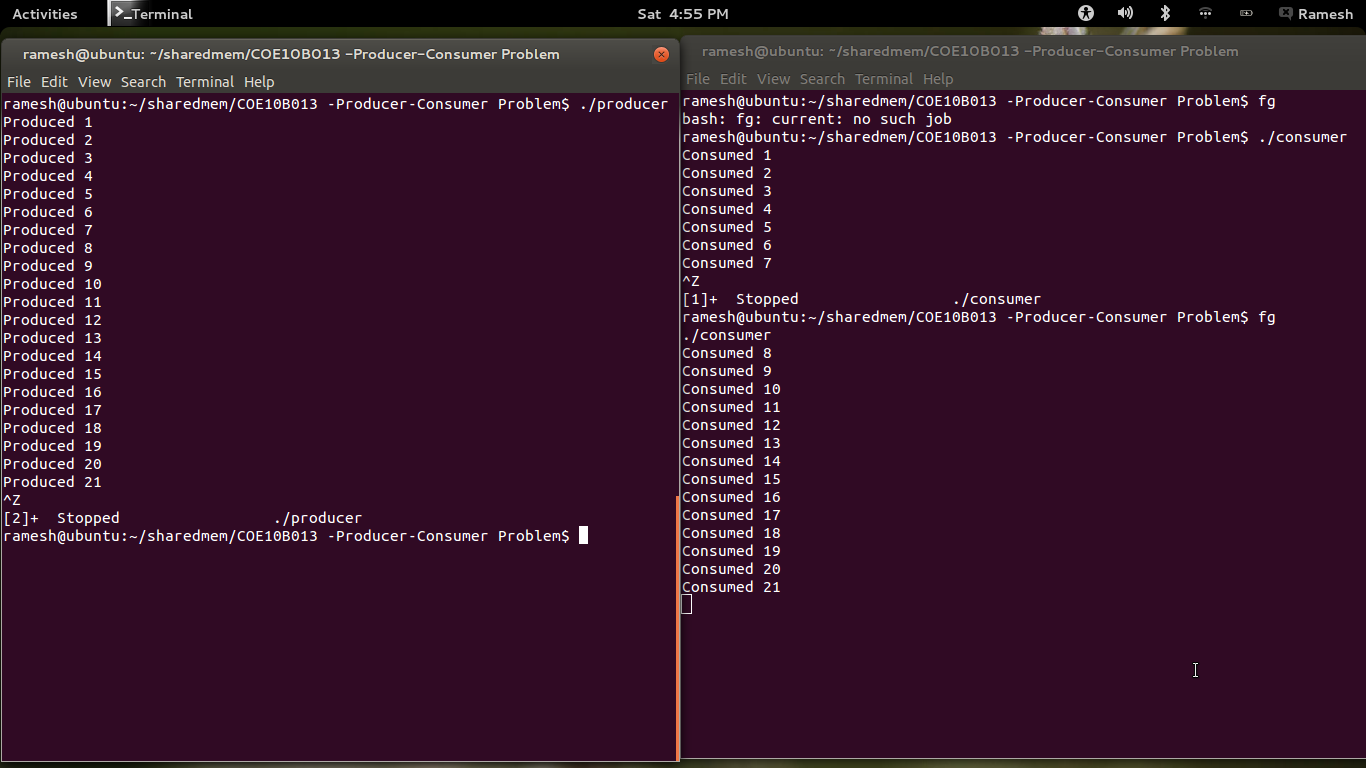 Activities Terminal Sat 4:55 PM Ramesh
ramesh@ubuntu: ~/sharedmem/COE10B013 -Producer-Consumer Problem
File Edit View Search Terminal Help
ramesh@ubuntu:~/sharedmem/COE10B013 -Producer-Consumer Problem$ ./producer
Produced 1
Produced 2
Produced 3
Produced 4
Produced 5
Produced 6
Produced 7
Produced 8
Produced 9
Produced 10
Produced 11
Produced 12
Produced 13
Produced 14
Produced 15
Produced 16
Produced 17
Produced 18
Produced 19
Produced 20
Produced 21
^Z
[2]+  Stopped                 ./producer
ramesh@ubuntu:~/sharedmem/COE10B013 -Producer-Consumer Problem$
ramesh@ubuntu: ~/sharedmem/COE10B013 -Producer-Consumer Problem
File Edit View Search Terminal Help
ramesh@ubuntu:~/sharedmem/COE10B013 -Producer-Consumer Problem$ fg
bash: fg: current: no such job
ramesh@ubuntu:~/sharedmem/COE10B013 -Producer-Consumer Problem$ ./consumer
Consumed 1
Consumed 2
Consumed 3
Consumed 4
Consumed 5
Consumed 6
Consumed 7
^Z
[1]+  Stopped                 ./consumer
ramesh@ubuntu:~/sharedmem/COE10B013 -Producer-Consumer Problem$ fg
./consumer
Consumed 8
Consumed 9
Consumed 10
Consumed 11
Consumed 12
Consumed 13
Consumed 14
Consumed 15
Consumed 16
Consumed 17
Consumed 18
Consumed 19
Consumed 20
Consumed 21